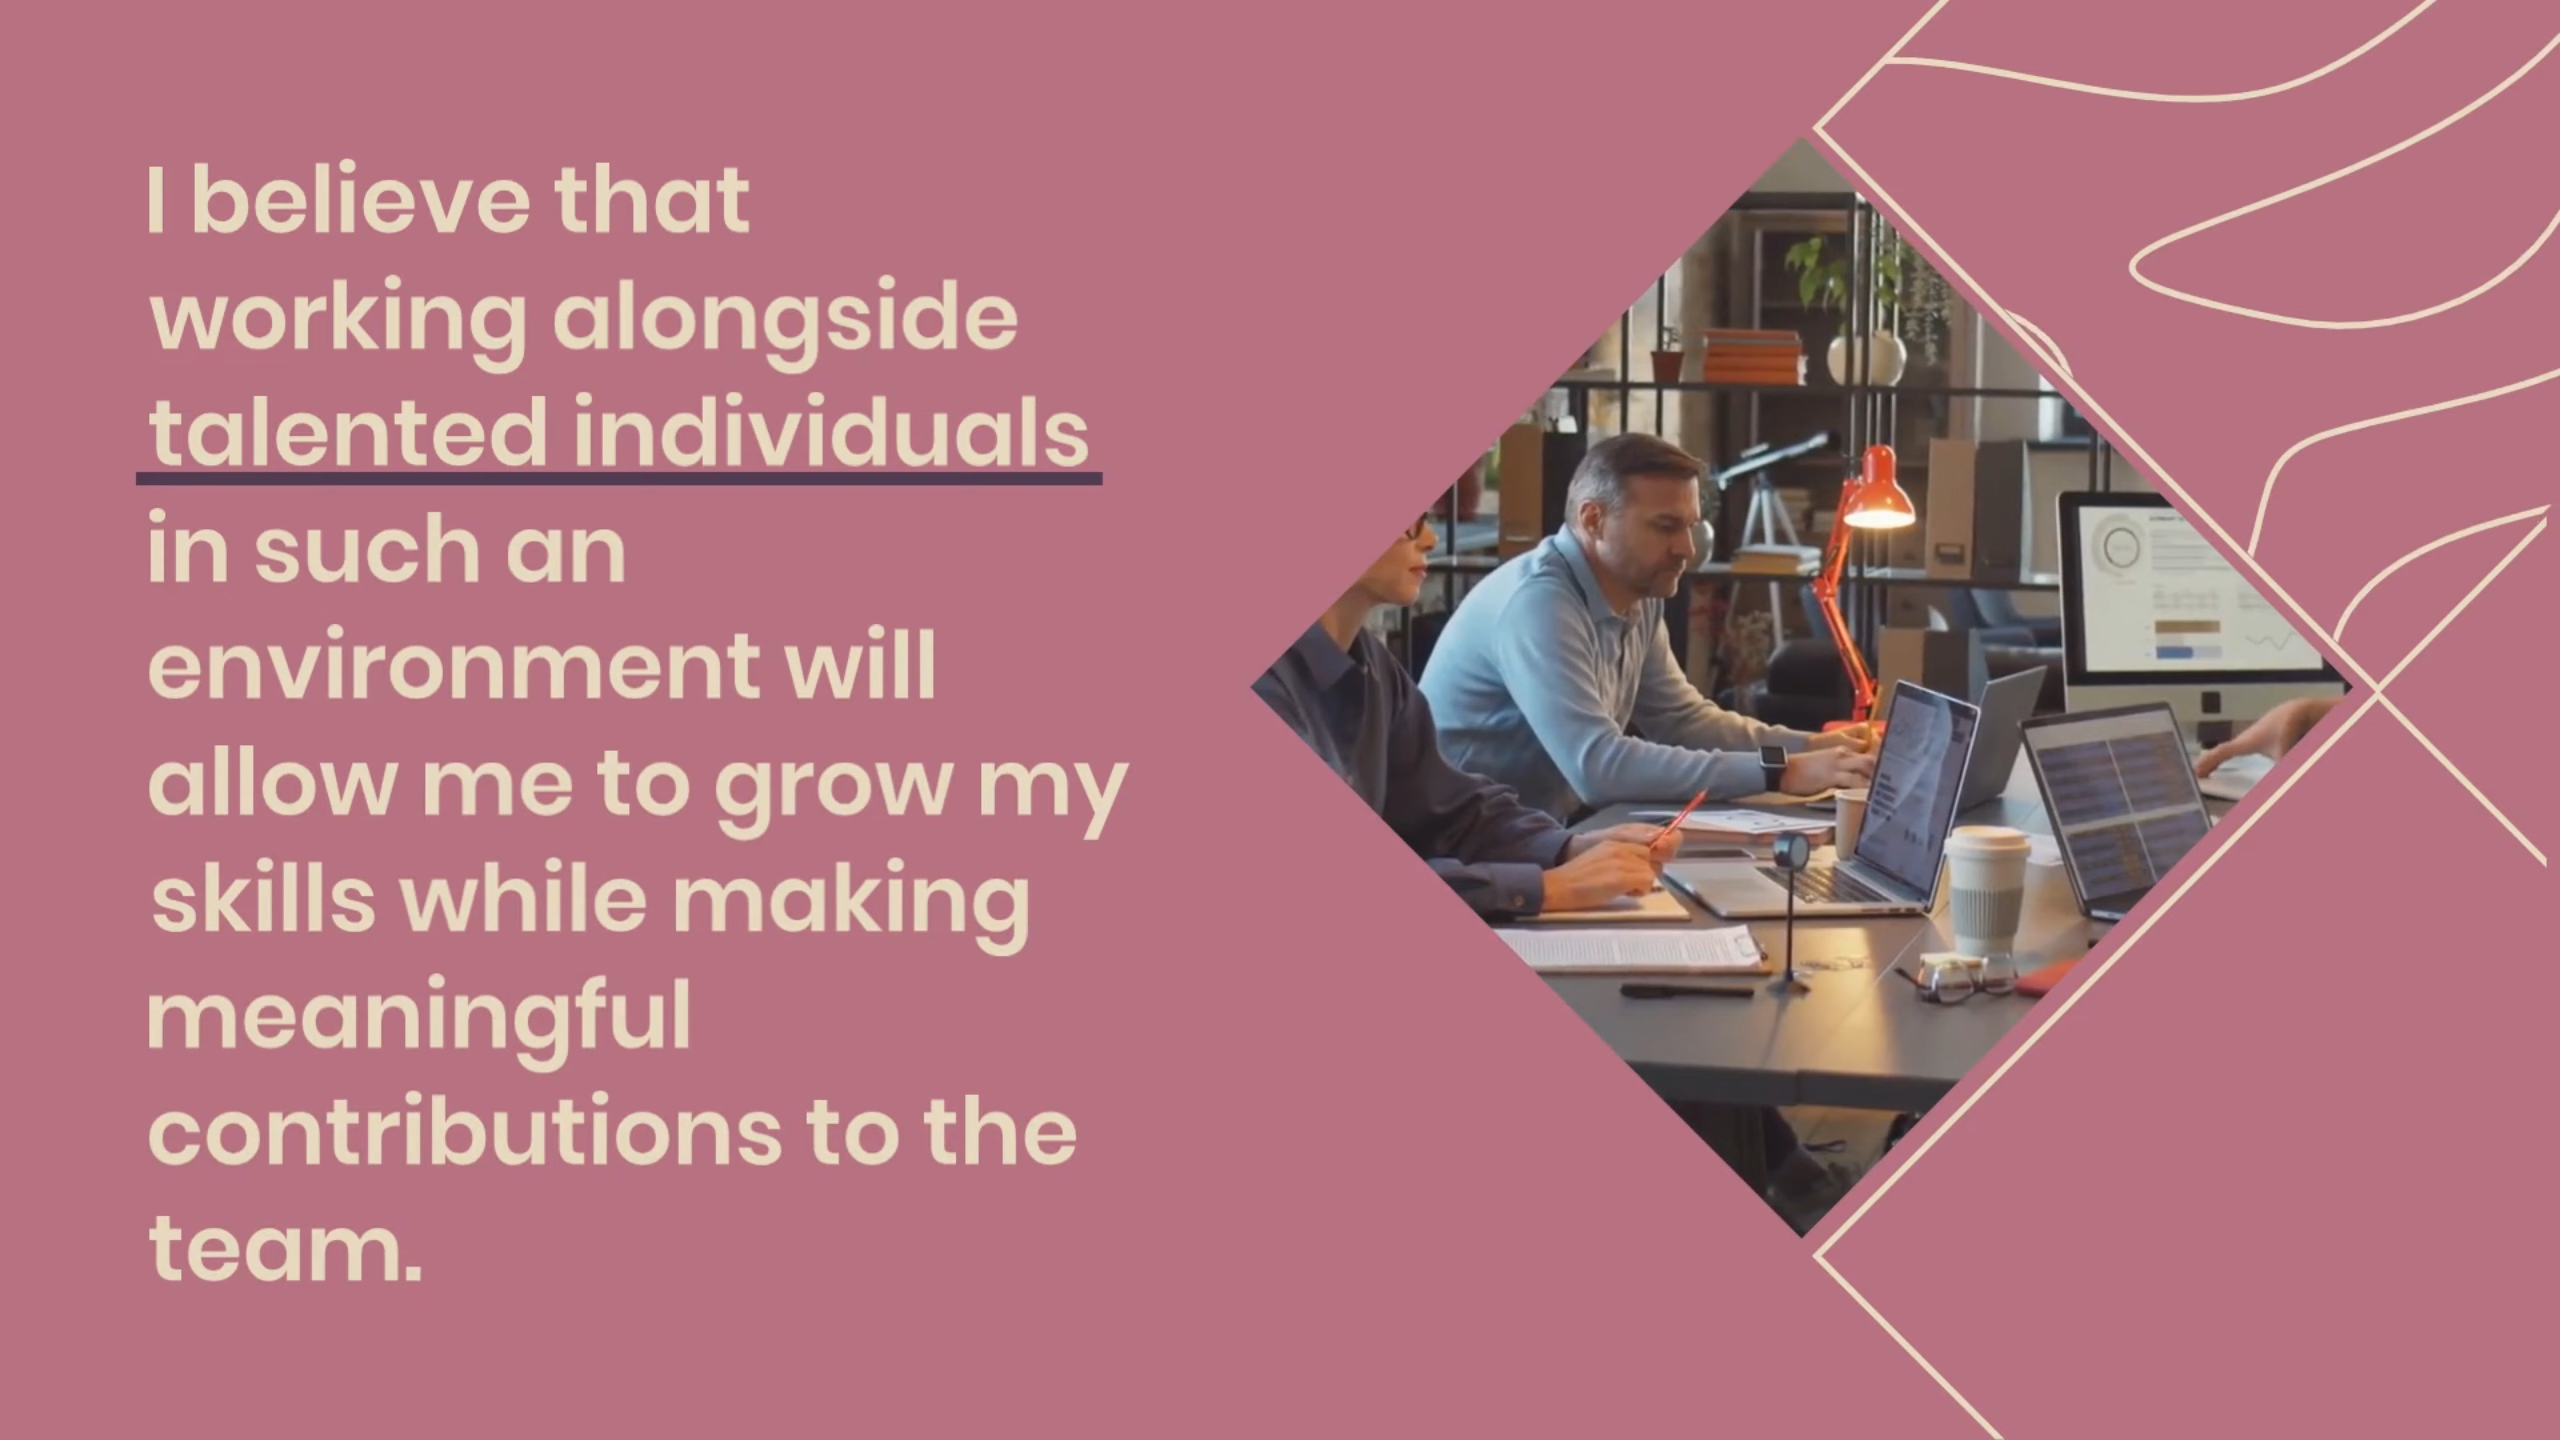 I believe that
working alongside
talented individuals
in such an
environment will
allow me to grow my
skills while making
meaningful
contributions to the
team.